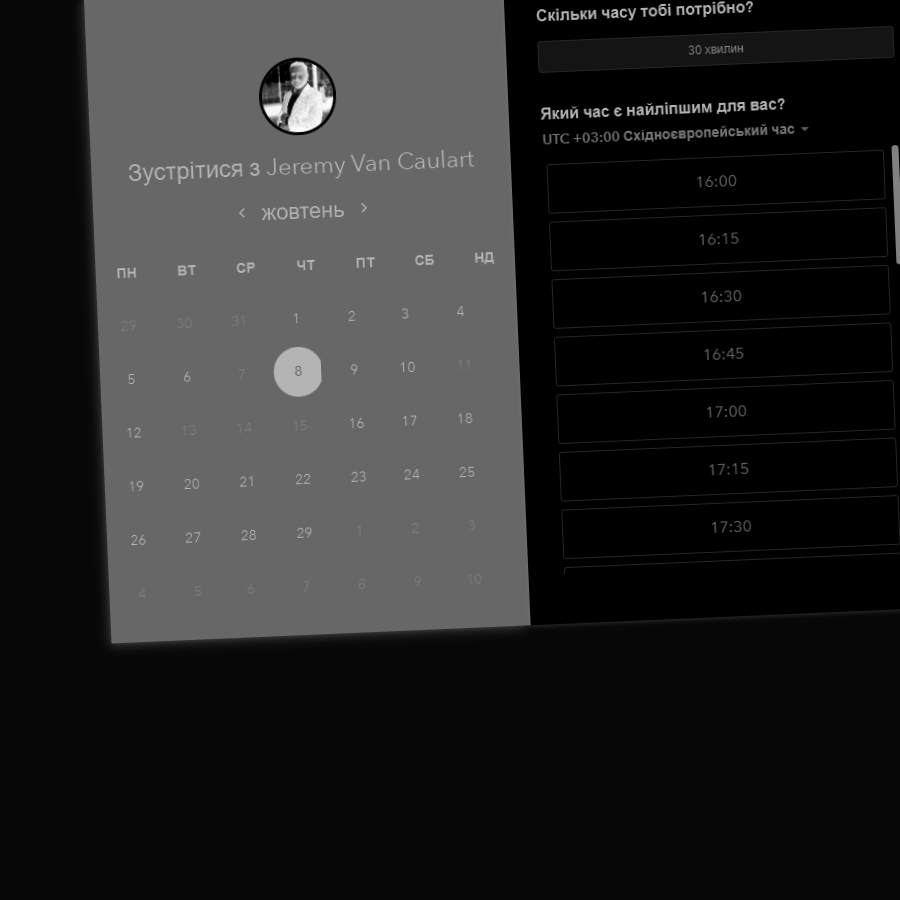 Зустрітися з Jeremy Van Caulart
‹ жовтень ›
ПН ВТ СР ЧТ ПТ СБ НД
29 30 31 1 2 3 4
5 6 7 8 9 10 11
12 13 14 15 16 17 18
19 20 21 22 23 24 25
26 27 28 29 1 2 3
4 5 6 7 8 9 10
Скільки часу тобі потрібно?
30 хвилин
Який час є найліпшим для вас?
UTC +03:00 Східноєвропейський час
16:00
16:15
16:30
16:45
17:00
17:15
17:30